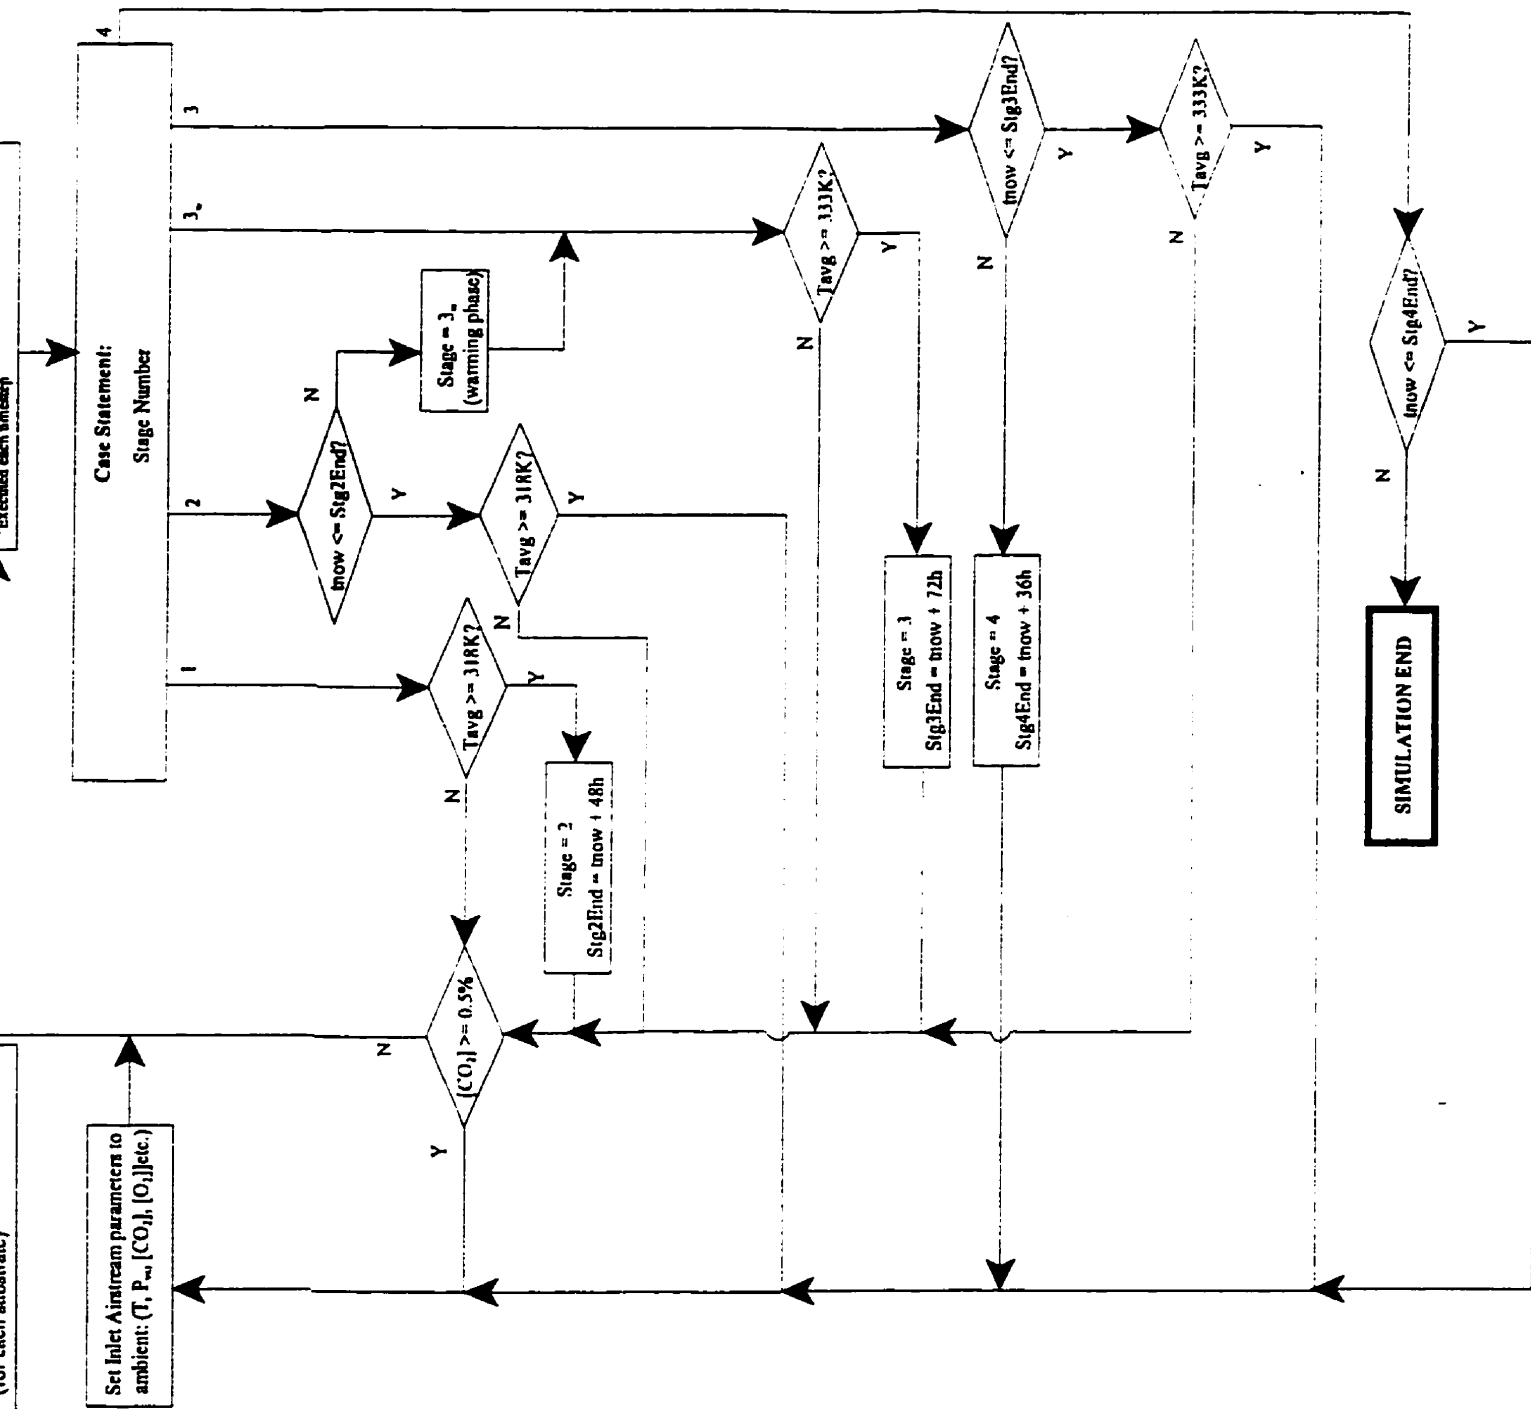 Executed each timestep
(for each substrate)
Case Statement:
Stage Number
4
3
3w
2
1
tnow <= Stg2End?
N
Y
Stage = 3w
(warming phase)
Tavg >= 318K?
Y
N
Tavg >= 318K?
Y
N
Stage = 2
Stg2End = tnow + 48h
[CO2] >= 0.5%
N
Y
Set Inlet Airstream parameters to
ambient: (T, Pw, [CO2], [O2]]etc.)
Tavg >= 333K?
N
Y
Stage = 3
Stg3End = tnow + 72h
tnow <= Stg3End?
N
Y
Stage = 4
Stg4End = tnow + 36h
Tavg >= 333K?
N
Y
tnow <= Stg4End?
N
Y
SIMULATION END